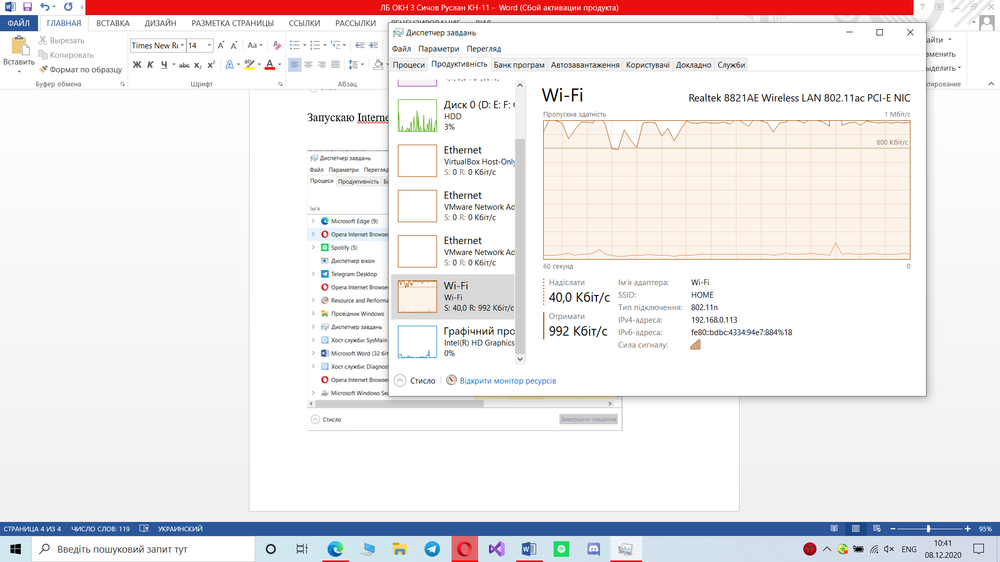 ЛБ ОКН 3 Сичов Руслан КН-11 - Word (Сбой активации продукта)
ФАЙЛ ГЛАВНАЯ ВСТАВКА ДИЗАЙН РАЗМЕТКА СТРАНИЦЫ ССЫЛКИ РАССЫЛКИ
Вставить
Вырезать
Копировать
Формат по образцу
Буфер обмена
Times New Rc 14
Aa
Ж К Ч abc x₂ x²
Шрифт
Абзац
айти
аменить
ыделить
ктирование
Запускаю Interne
Диспетчер завдань
Файл Параметри Перегляд
Процеси Продуктивність Ба
Ім'я
Microsoft Edge (9)
Opera Internet Browse
Spotify (5)
Диспетчер вікон
Telegram Desktop
Opera Internet Browse
Resource and Performa
Провідник Windows
Диспетчер завдань
Хост служби: SysMain
Microsoft Word (32 біт
Хост служби: Diagnost
Opera Internet Browse
Microsoft Windows Sea
Стисло
Завершити завдання
Диспетчер завдань
Файл Параметри Перегляд
Процеси Продуктивність Банк програм Автозавантаження Користувачі Докладно Служби
Диск 0 (D: E: F: C
HDD
3%
Ethernet
VirtualBox Host-Only
S: 0 R: 0 Кбіт/с
Ethernet
VMware Network Ad
S: 0 R: 0 Кбіт/с
Ethernet
VMware Network Ad
S: 0 R: 0 Кбіт/с
Wi-Fi
Wi-Fi
S: 40,0 R: 992 Кбіт/с
Графічний про
Intel(R) HD Graphics
0%
Wi-Fi
Realtek 8821AE Wireless LAN 802.11ac PCI-E NIC
Пропускна здатність 1 Мбіт/с
800 Кбіт/с
60 секунд 0
Надіслати
40,0 Кбіт/с
Отримати
992 Кбіт/с
Ім'я адаптера: Wi-Fi
SSID: HOME
Тип підключення: 802.11n
IPv4-адреса: 192.168.0.113
IPv6-адреса: fe80::bdbc:4334:94e7:884%18
Сила сигналу:
Стисло Відкрити монітор ресурсів
СТРАНИЦА 4 ИЗ 4 ЧИСЛО СЛОВ: 119 УКРАИНСКИЙ 95%
Введіть пошуковий запит тут
ENG
10:41
08.12.2020